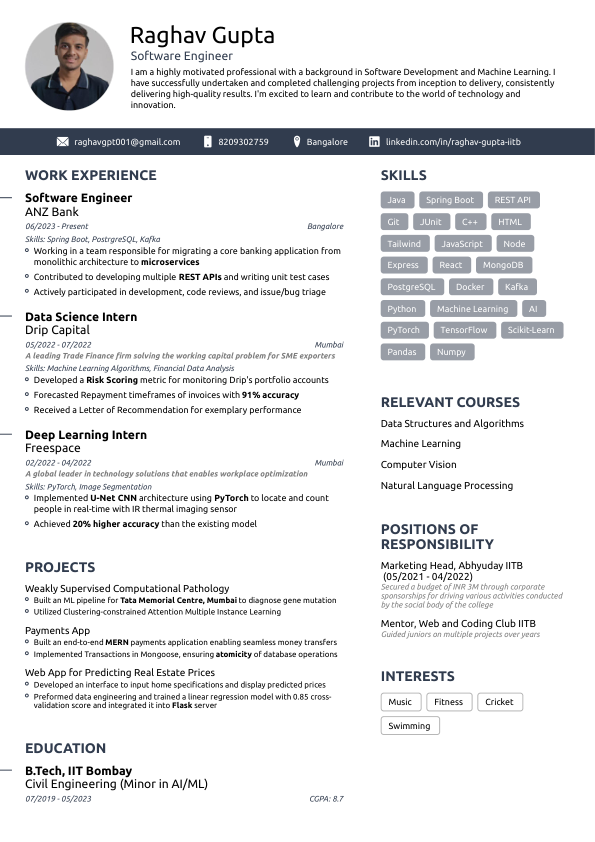 Raghav Gupta
Software Engineer
I am a highly motivated professional with a background in Software Development and Machine Learning. I
have successfully undertaken and completed challenging projects from inception to delivery, consistently
delivering high-quality results. I'm excited to learn and contribute to the world of technology and
innovation.
raghavgpt001@gmail.com 8209302759 Bangalore linkedin.com/in/raghav-gupta-iitb
WORK EXPERIENCE
Software Engineer
ANZ Bank
06/2023 - Present Bangalore
Skills: Spring Boot, PostrgreSQL, Kafka
Working in a team responsible for migrating a core banking application from
monolithic architecture to microservices
Contributed to developing multiple REST APIs and writing unit test cases
Actively participated in development, code reviews, and issue/bug triage
Data Science Intern
Drip Capital
05/2022 - 07/2022 Mumbai
A leading Trade Finance firm solving the working capital problem for SME exporters
Skills: Machine Learning Algorithms, Financial Data Analysis
Developed a Risk Scoring metric for monitoring Drip's portfolio accounts
Forecasted Repayment timeframes of invoices with 91% accuracy
Received a Letter of Recommendation for exemplary performance
Deep Learning Intern
Freespace
02/2022 - 04/2022 Mumbai
A global leader in technology solutions that enables workplace optimization
Skills: PyTorch, Image Segmentation
Implemented U-Net CNN architecture using PyTorch to locate and count
people in real-time with IR thermal imaging sensor
Achieved 20% higher accuracy than the existing model
PROJECTS
Weakly Supervised Computational Pathology
Built an ML pipeline for Tata Memorial Centre, Mumbai to diagnose gene mutation
Utilized Clustering-constrained Attention Multiple Instance Learning
Payments App
Built an end-to-end MERN payments application enabling seamless money transfers
Implemented Transactions in Mongoose, ensuring atomicity of database operations
Web App for Predicting Real Estate Prices
Developed an interface to input home specifications and display predicted prices
Preformed data engineering and trained a linear regression model with 0.85 cross-
validation score and integrated it into Flask server
EDUCATION
B.Tech, IIT Bombay
Civil Engineering (Minor in AI/ML)
07/2019 - 05/2023 CGPA: 8.7
SKILLS
Java Spring Boot REST API
Git JUnit C++ HTML
Tailwind JavaScript Node
Express React MongoDB
PostgreSQL Docker Kafka
Python Machine Learning AI
PyTorch TensorFlow Scikit-Learn
Pandas Numpy
RELEVANT COURSES
Data Structures and Algorithms
Machine Learning
Computer Vision
Natural Language Processing
POSITIONS OF
RESPONSIBILITY
Marketing Head, Abhyuday IITB
(05/2021 - 04/2022)
Secured a budget of INR 3M through corporate
sponsorships for driving various activities conducted
by the social body of the college
Mentor, Web and Coding Club IITB
Guided juniors on multiple projects over years
INTERESTS
Music Fitness Cricket
Swimming